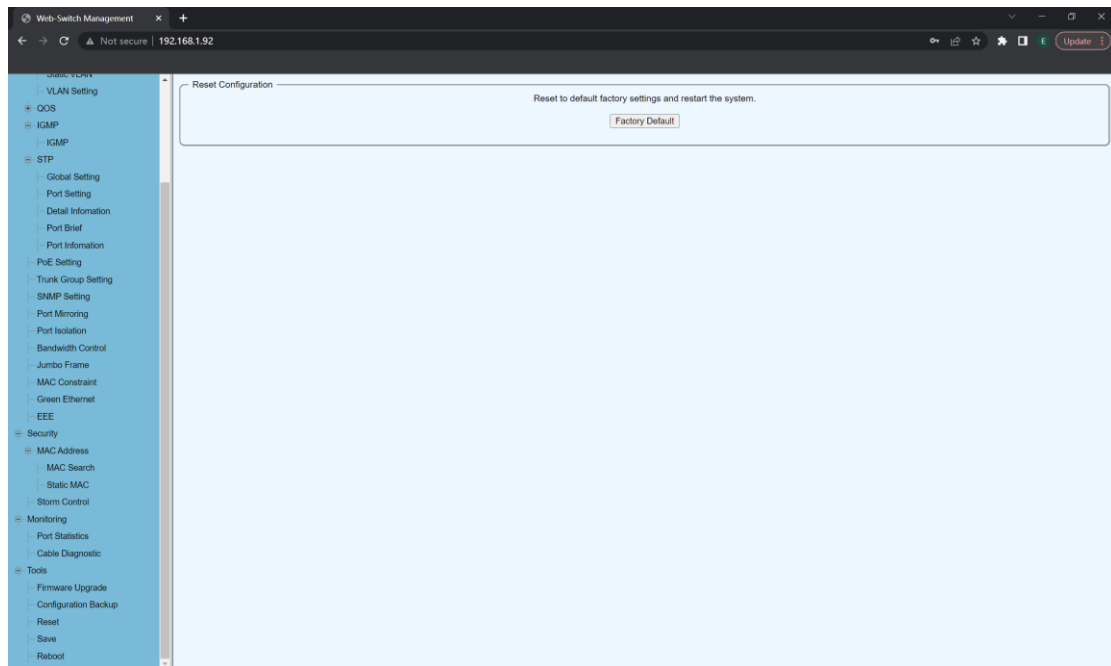 Web-Switch Management
Not secure | 192.168.1.92
E
Update
Static VLAN
VLAN Setting
QOS
IGMP
IGMP
STP
Global Setting
Port Setting
Detail Infomation
Port Brief
Port Infomation
PoE Setting
Trunk Group Setting
SNMP Setting
Port Mirroring
Port Isolation
Bandwidth Control
Jumbo Frame
MAC Constraint
Green Ethernet
EEE
Security
MAC Address
MAC Search
Static MAC
Storm Control
Monitoring
Port Statistics
Cable Diagnostic
Tools
Firmware Upgrade
Configuration Backup
Reset
Save
Reboot
Reset Configuration
Reset to default factory settings and restart the system.
Factory Default